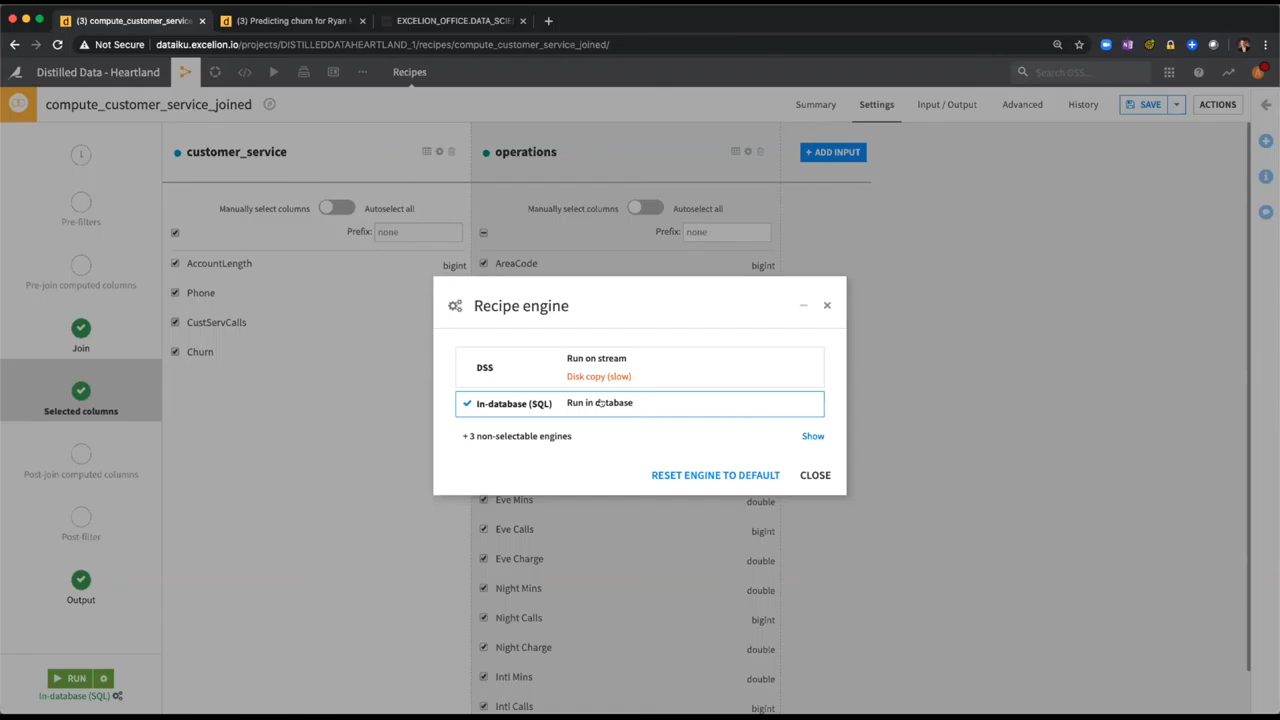 (3) compute_customer_service_
(3) Predicting churn for Ryan M
EXCELION_OFFICE.DATA_SCIE
Not Secure
dataiku.excelion.io/projects/DISTILLEDDATAHEARTLAND_1/recipes/compute_customer_service_joined/
Distilled Data - Heartland
Recipes
Search DSS...
compute_customer_service_joined
Summary
Settings
Input / Output
Advanced
History
SAVE
ACTIONS
customer_service
operations
+ ADD INPUT
Pre-filters
Pre-join computed columns
Join
Selected columns
Post-join computed columns
Post-filter
Output
RUN
In-database (SQL)
Manually select columns
Autoselect all
Prefix: none
AccountLength bigint
Phone
CustServCalls
Churn
Manually select columns
Autoselect all
Prefix: none
AreaCode bigint
Eve Mins double
Eve Calls bigint
Eve Charge double
Night Mins double
Night Calls bigint
Night Charge double
Intl Mins double
Intl Calls bigint
Recipe engine
DSS
Run on stream
Disk copy (slow)
In-database (SQL)
Run in database
+ 3 non-selectable engines
Show
RESET ENGINE TO DEFAULT
CLOSE